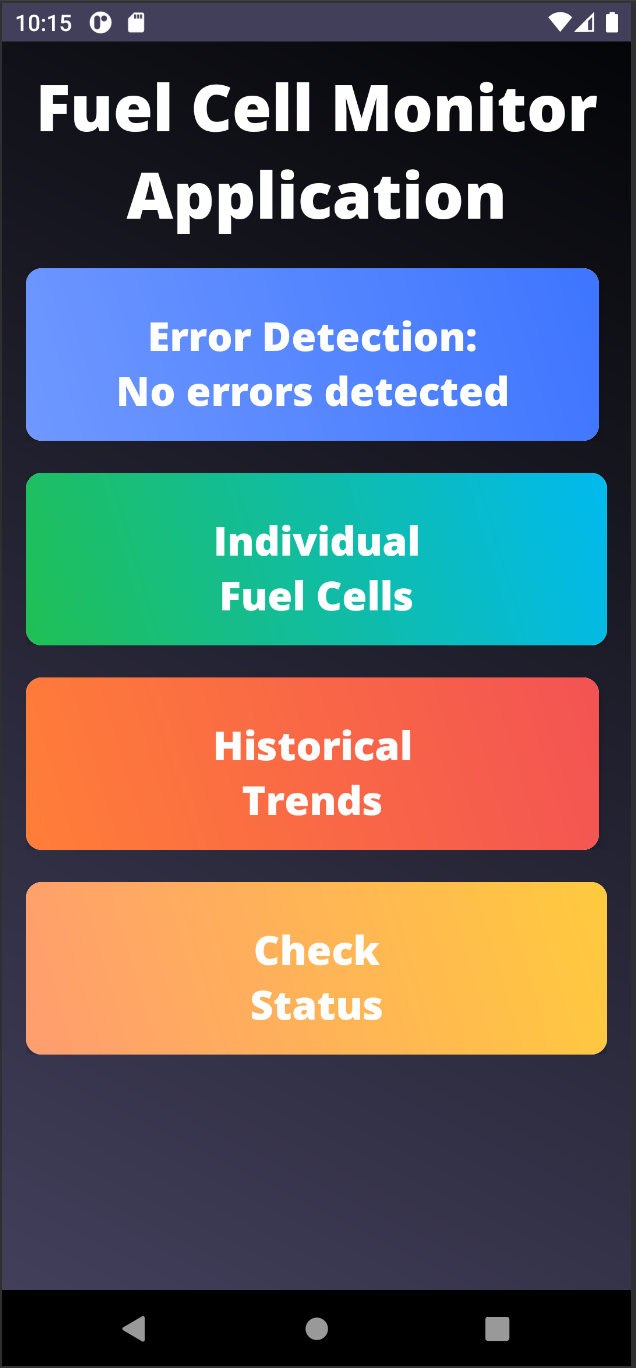 10:15
Fuel Cell Monitor
Application
Error Detection:
No errors detected
Individual
Fuel Cells
Historical
Trends
Check
Status